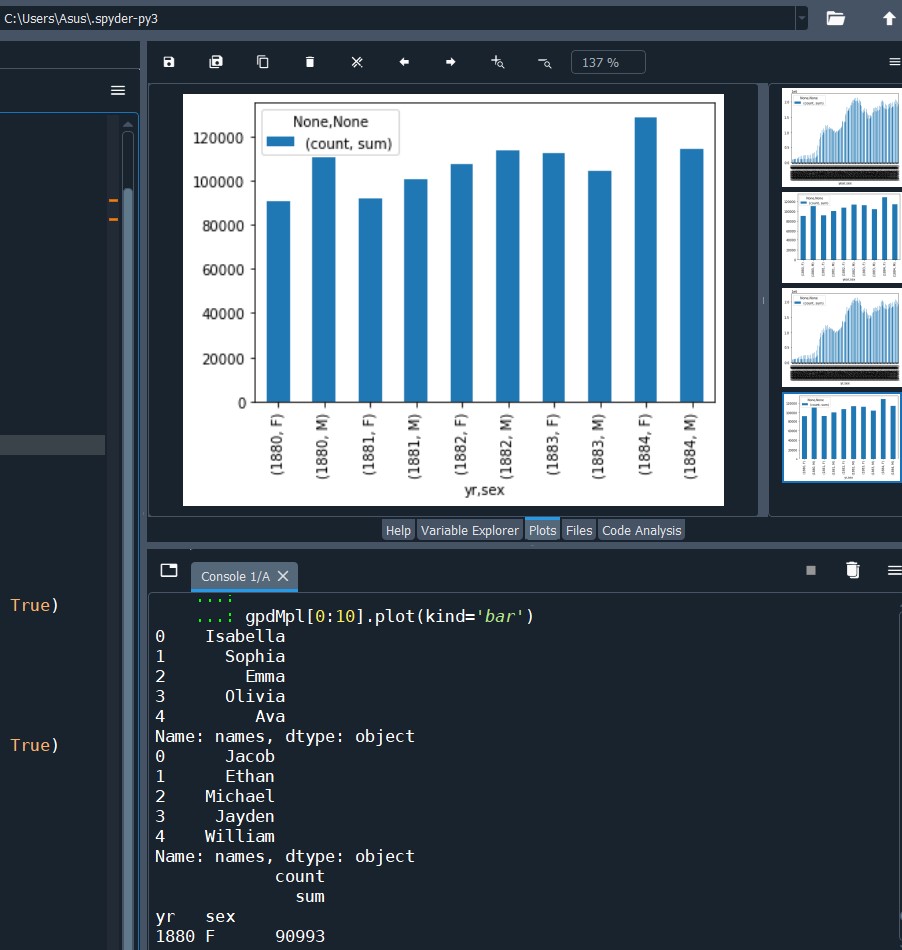 C:\Users\Asus\.spyder-py3
137 %
None,None
(count, sum)
120000
100000
80000
60000
40000
20000
0
(1880, F)
(1880, M)
(1881, F)
(1881, M)
(1882, F)
(1882, M)
(1883, F)
(1883, M)
(1884, F)
(1884, M)
yr,sex
Help Variable Explorer Plots Files Code Analysis
Console 1/A
True)
True)
...:
...: gpdMpl[0:10].plot(kind='bar')
0 Isabella
1 Sophia
2 Emma
3 Olivia
4 Ava
Name: names, dtype: object
0 Jacob
1 Ethan
2 Michael
3 Jayden
4 William
Name: names, dtype: object
count
sum
yr sex
1880 F 90993